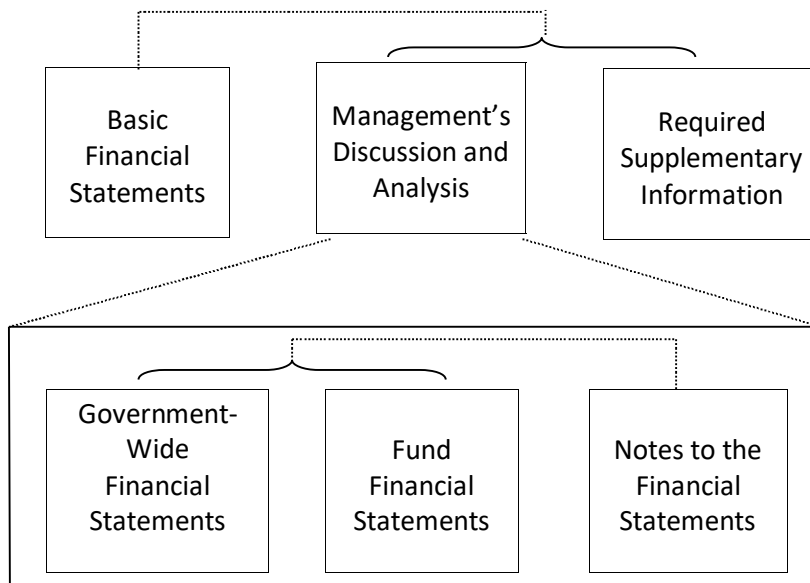 Basic
Financial
Statements
Management’s
Discussion and
Analysis
Required
Supplementary
Information
Government-
Wide
Financial
Statements
Fund
Financial
Statements
Notes to the
Financial
Statements